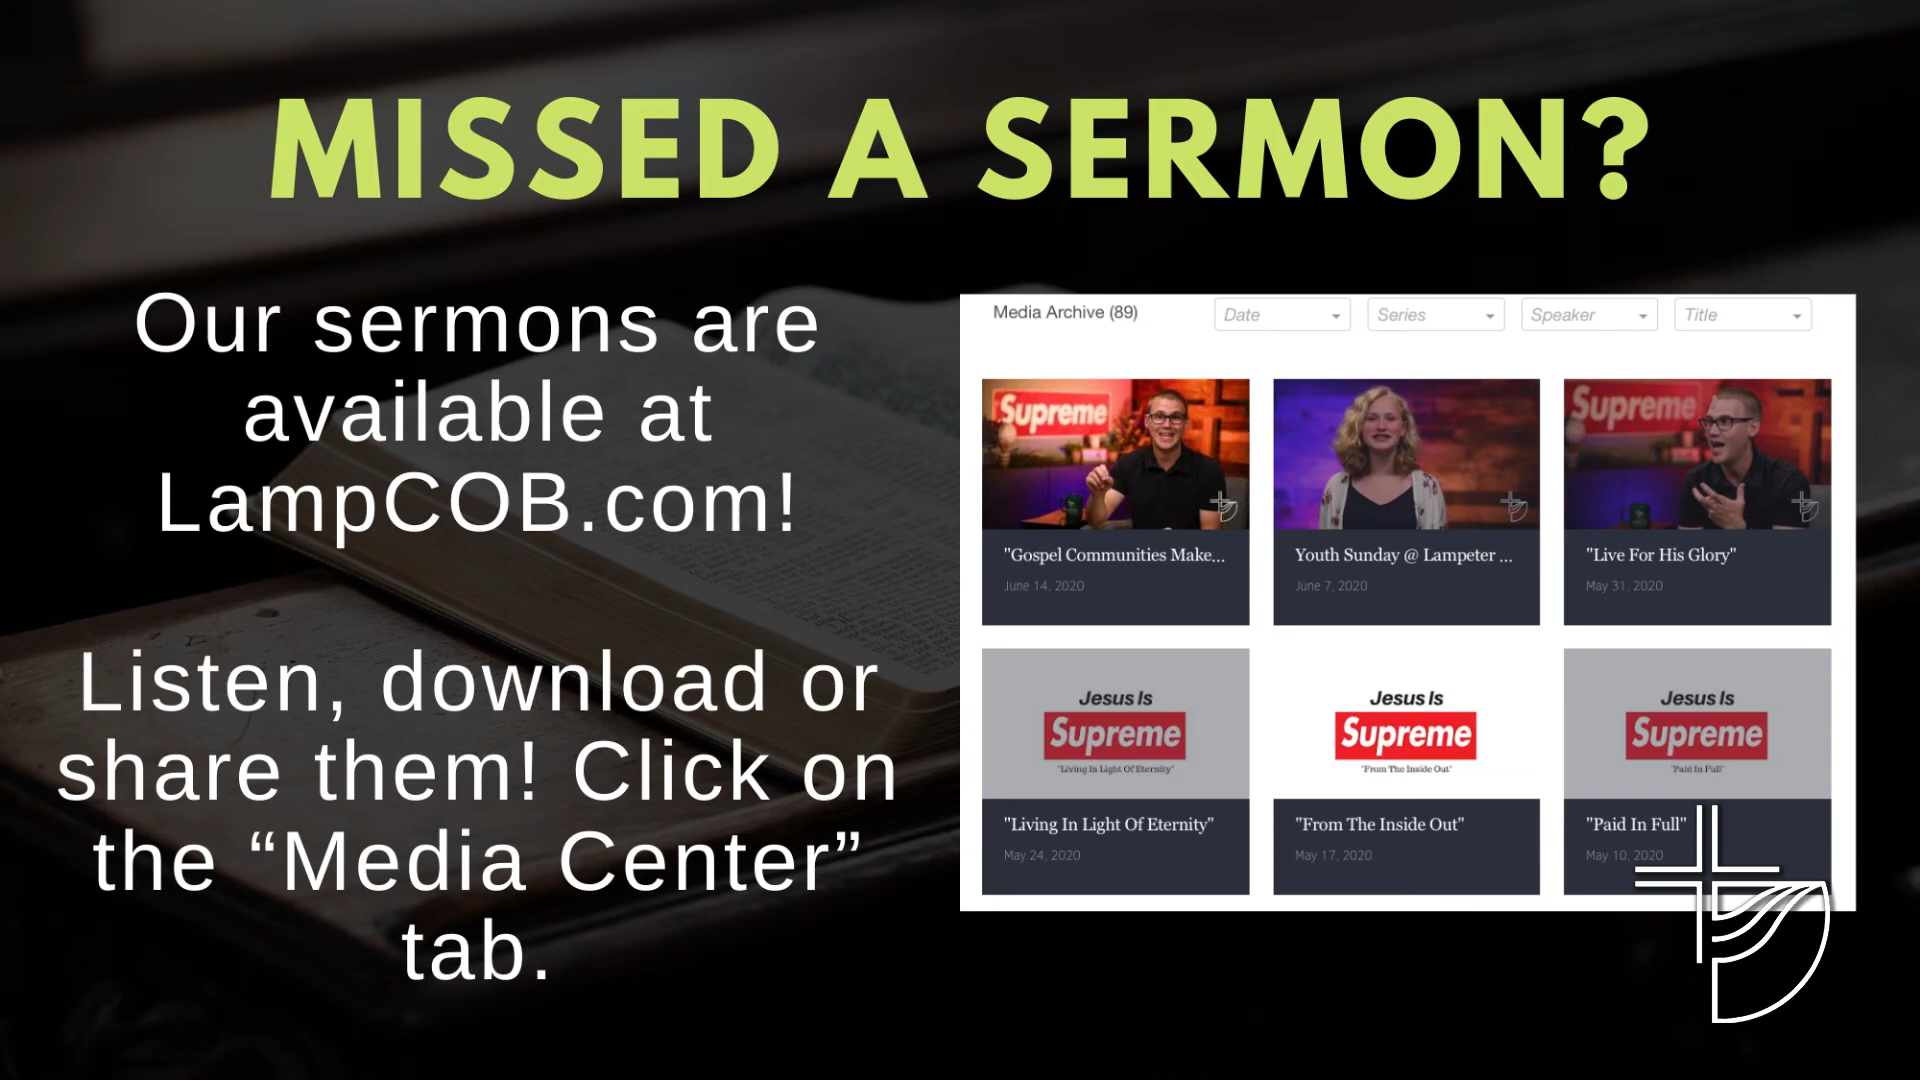 MISSED A SERMON?
Our sermons are
available at
LampCOB.com!
Listen, download or
share them! Click on
the “Media Center”
tab.
Media Archive (89)
Date
Series
Speaker
Title
Supreme
Supreme
"Gospel Communities Make...
Youth Sunday @ Lampeter ...
"Live For His Glory"
June 14, 2020
June 7, 2020
May 31, 2020
Jesus Is
Supreme
"Living In Light Of Eternity"
Jesus Is
Supreme
"From The Inside Out"
Jesus Is
Supreme
"Paid In Full"
"Living In Light Of Eternity"
"From The Inside Out"
"Paid In Full"
May 24, 2020
May 17, 2020
May 10, 2020